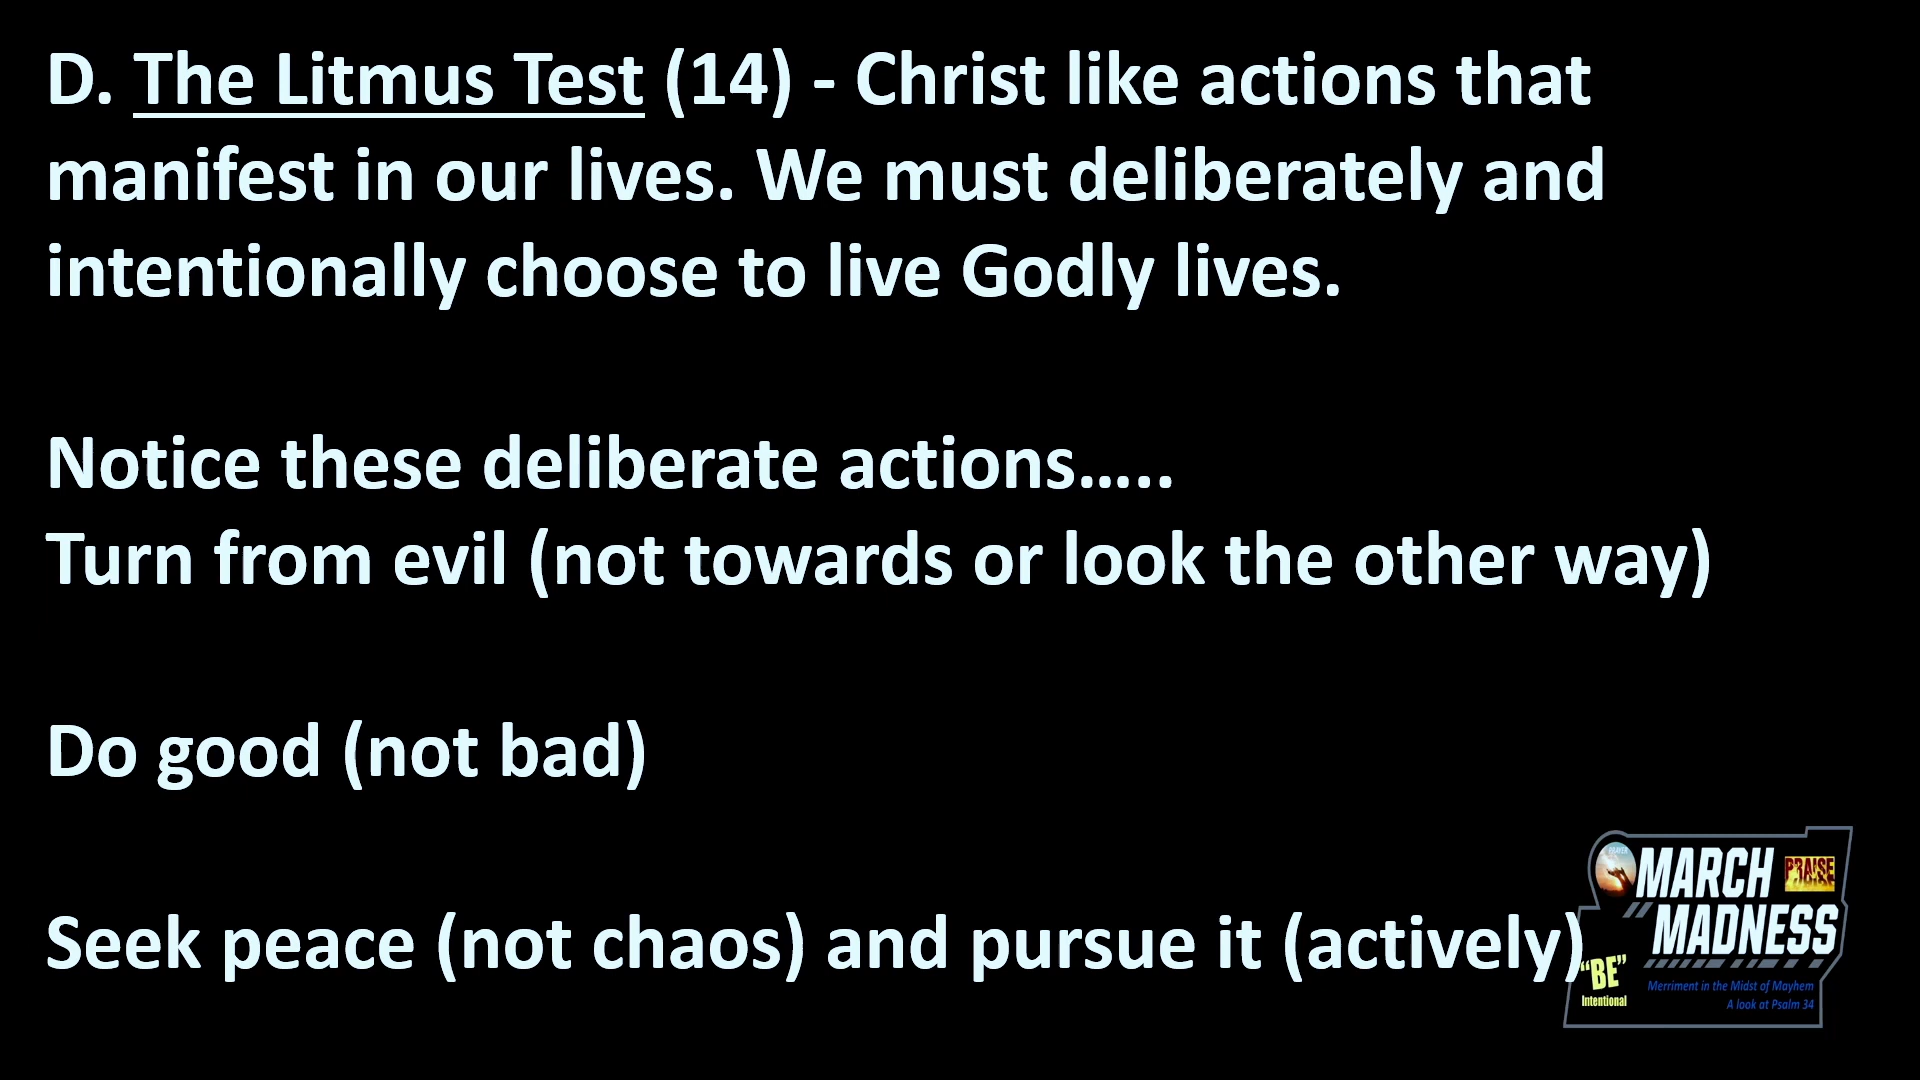 D. The Litmus Test (14) - Christ like actions that
manifest in our lives. We must deliberately and
intentionally choose to live Godly lives.
Notice these deliberate actions.....
Turn from evil (not towards or look the other way)
Do good (not bad)
Seek peace (not chaos) and pursue it (actively)
PRAYER
MARCH
PRAISE
MADNESS
"BE"
Intentional
Merriment in the Midst of Mayhem
A look at Psalm 34